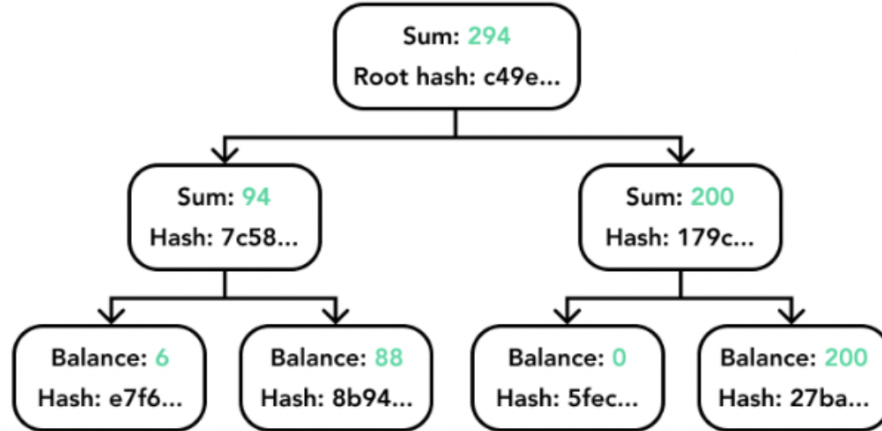 Sum: 294
Root hash: c49e...
Sum: 94
Hash: 7c58...
Sum: 200
Hash: 179c...
Balance: 6
Hash: e7f6...
Balance: 88
Hash: 8b94...
Balance: 0
Hash: 5fec...
Balance: 200
Hash: 27ba...